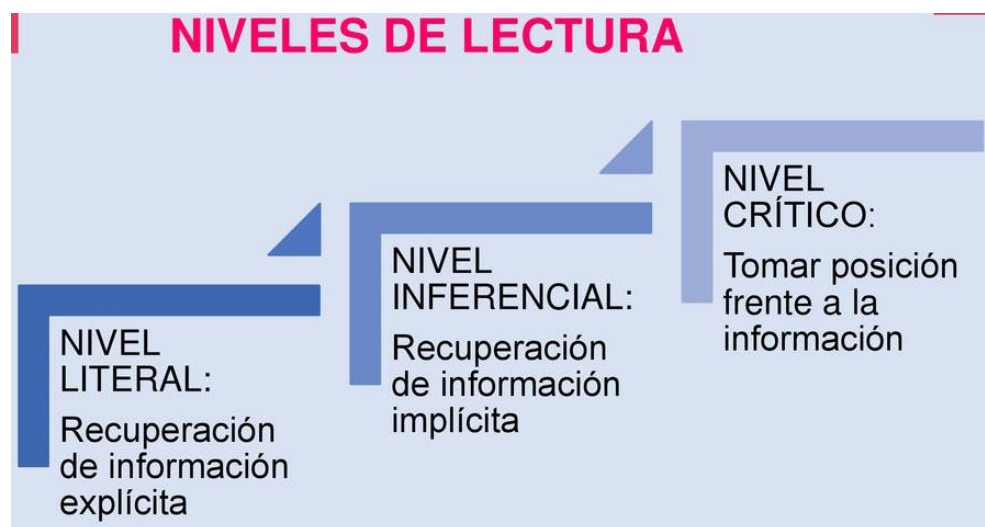 NIVELES DE LECTURA
NIVEL
LITERAL:
Recuperación
de información
explícita
NIVEL
INFERENCIAL:
Recuperación
de información
implícita
NIVEL
CRÍTICO:
Tomar posición
frente a la
información